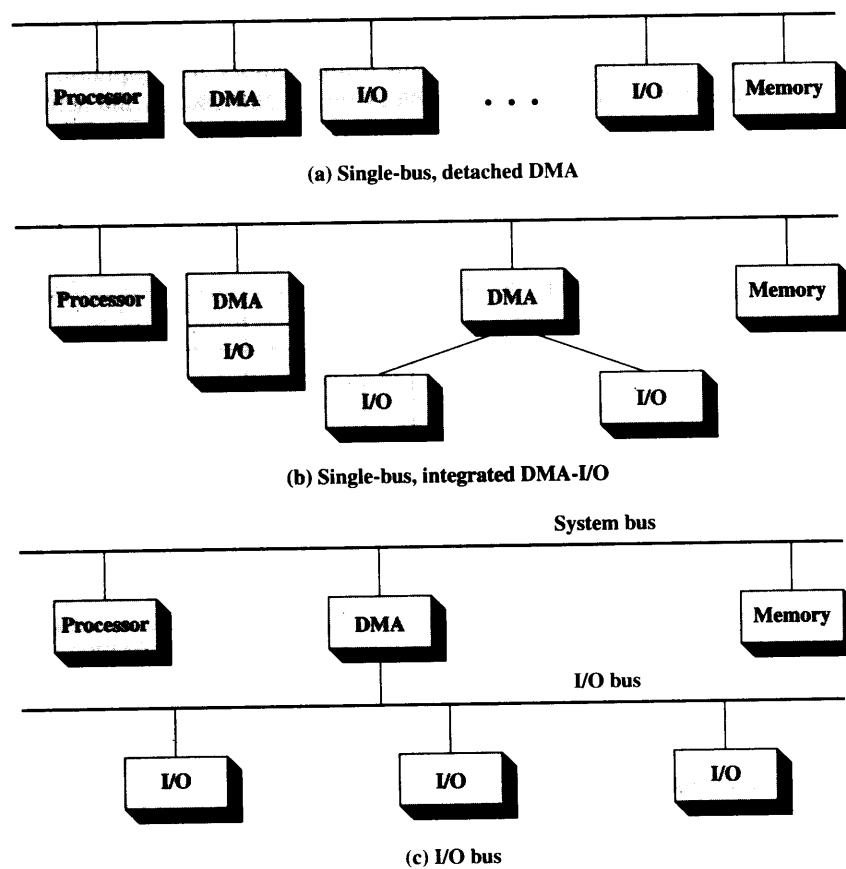 Processor DMA I/O . . . I/O Memory
(a) Single-bus, detached DMA
Processor DMA DMA Memory
I/O
I/O I/O
(b) Single-bus, integrated DMA-I/O
System bus
Processor DMA Memory
I/O bus
I/O I/O I/O
(c) I/O bus